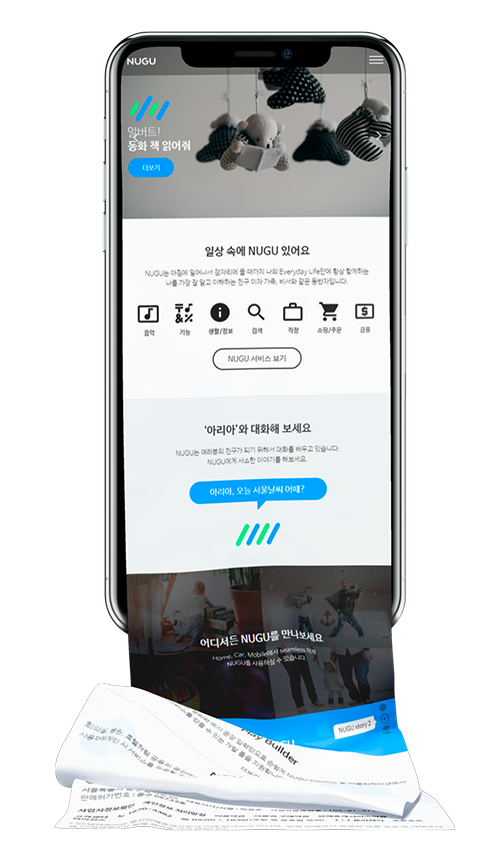 NUGU
알버트!
동화 책 읽어줘
더보기
일상 속에 NUGU 있어요
NUGU는 아침에 일어나서 잠자리에 들 때까지 나의 Everyday Life안에 항상 함께하는
나를 가장 잘 알고 이해하는 친구 이자 가족, 비서와 같은 동반자입니다.
음악 기능 생활/정보 검색 직장 쇼핑/주문 금융
NUGU 서비스 보기
‘아리아’와 대화해 보세요
NUGU는 여러분의 친구가 되기 위해서 대화를 배우고 있습니다.
NUGU에게 사소한 이야기를 해보세요.
아리아, 오늘 서울날씨 어때?
어디서든 NUGU를 만나보세요
Home, Car, Mobile에서 seamless 하게
NUGU를 사용하실 수 있습니다
NUGU story 2
Builder